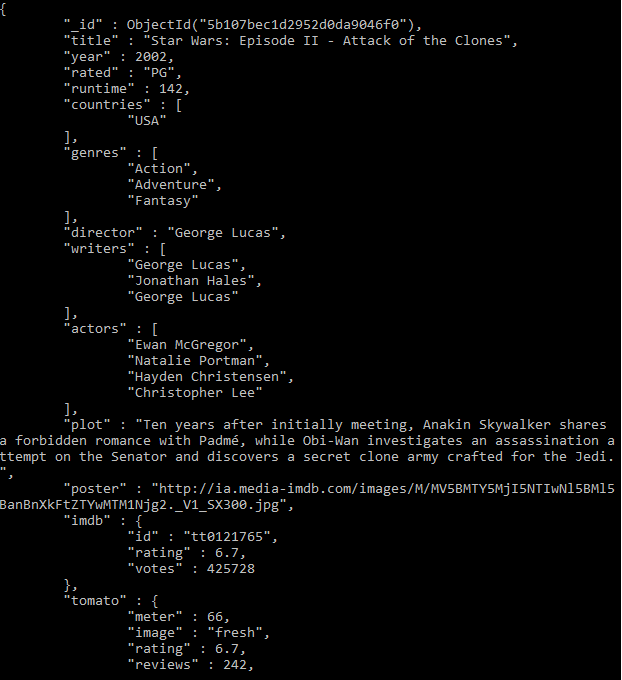 {
        "_id" : ObjectId("5b107bec1d2952d0da9046f0"),
        "title" : "Star Wars: Episode II - Attack of the Clones",
        "year" : 2002,
        "rated" : "PG",
        "runtime" : 142,
        "countries" : [
                "USA"
        ],
        "genres" : [
                "Action",
                "Adventure",
                "Fantasy"
        ],
        "director" : "George Lucas",
        "writers" : [
                "George Lucas",
                "Jonathan Hales",
                "George Lucas"
        ],
        "actors" : [
                "Ewan McGregor",
                "Natalie Portman",
                "Hayden Christensen",
                "Christopher Lee"
        ],
        "plot" : "Ten years after initially meeting, Anakin Skywalker shares
a forbidden romance with Padmé, while Obi-Wan investigates an assassination a
ttempt on the Senator and discovers a secret clone army crafted for the Jedi.
",
        "poster" : "http://ia.media-imdb.com/images/M/MV5BMTY5MjI5NTIwNl5BMl5
BanBnXkFtZTYwMTM1Njg2._V1_SX300.jpg",
        "imdb" : {
                "id" : "tt0121765",
                "rating" : 6.7,
                "votes" : 425728
        },
        "tomato" : {
                "meter" : 66,
                "image" : "fresh",
                "rating" : 6.7,
                "reviews" : 242,